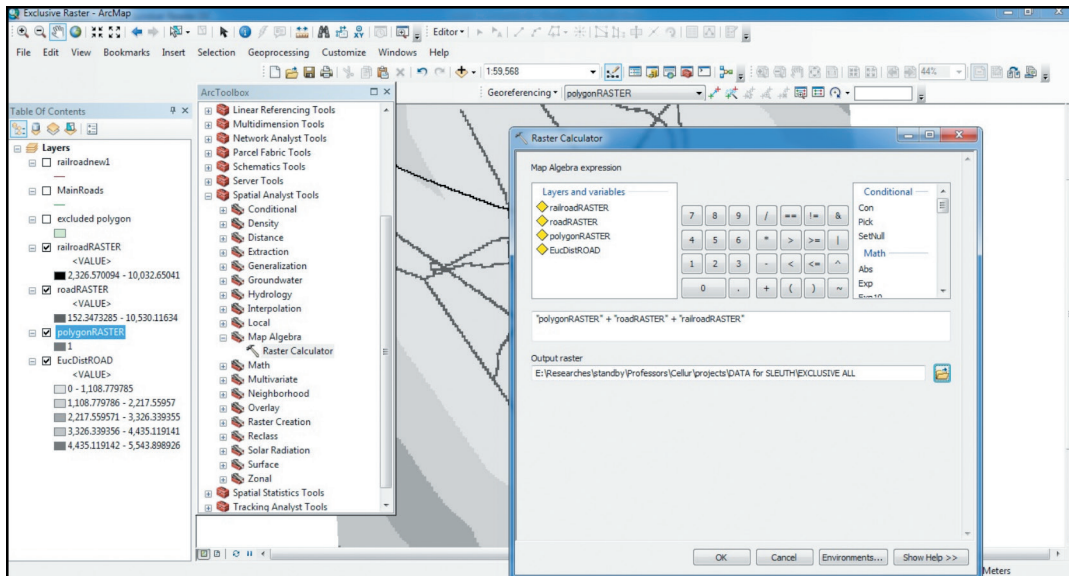 Exclusive Raster - ArcMap
Editor
File Edit View Bookmarks Insert Selection Geoprocessing Customize Windows Help
1:59,568
44%
Georeferencing polygonRASTER
Table Of Contents
Layers
railroadnew1
MainRoads
excluded polygon
railroadRASTER
<VALUE>
2,326.570094 - 10,032.65041
roadRASTER
<VALUE>
152.3473285 - 10,530.11634
polygonRASTER
1
EucDistROAD
<VALUE>
0 - 1,108.779785
1,108.779786 - 2,217.55957
2,217.559571 - 3,326.339355
3,326.339356 - 4,435.119141
4,435.119142 - 5,543.898926
ArcToolbox
Linear Referencing Tools
Multidimension Tools
Network Analyst Tools
Parcel Fabric Tools
Schematics Tools
Server Tools
Spatial Analyst Tools
Conditional
Density
Distance
Extraction
Generalization
Groundwater
Hydrology
Interpolation
Local
Map Algebra
Raster Calculator
Math
Multivariate
Neighborhood
Overlay
Raster Creation
Reclass
Solar Radiation
Surface
Zonal
Spatial Statistics Tools
Tracking Analyst Tools
Raster Calculator
Map Algebra expression
Layers and variables
railroadRASTER
roadRASTER
polygonRASTER
EucDistROAD
7 8 9 / == != &
4 5 6 * > >= |
1 2 3 - < <= ^
0 . + ( ) ~
Conditional
Con
Pick
SetNull
Math
Abs
Exp
Exp10
"polygonRASTER" + "roadRASTER" + "railroadRASTER"
Output raster
E:\Researches\standby\Professors\Cellur\projects\DATA for SLEUTH\EXCLUSIVE ALL
OK Cancel Environments... Show Help >>
Meters